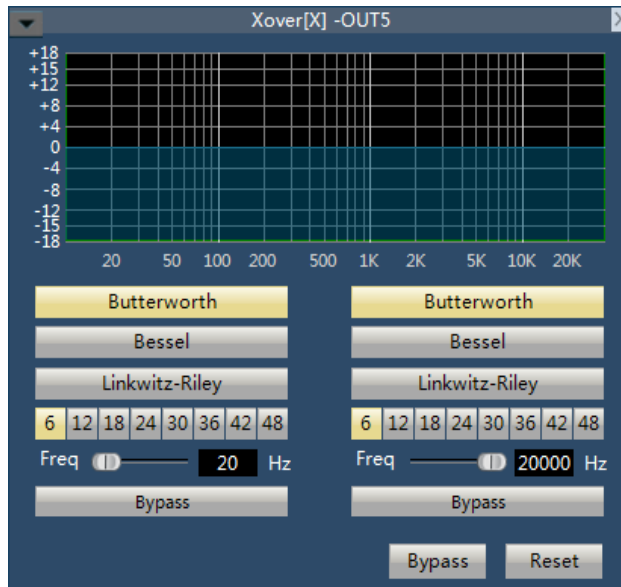 Xover[X] -OUT5
+18
+15
+12
+8
+4
0
-4
-8
-12
-15
-18
20 50 100 200 500 1K 2K 5K 10K 20K
Butterworth Butterworth
Bessel Bessel
Linkwitz-Riley Linkwitz-Riley
6 12 18 24 30 36 42 48 6 12 18 24 30 36 42 48
Freq 20 Hz Freq 20000 Hz
Bypass Bypass
Bypass Reset